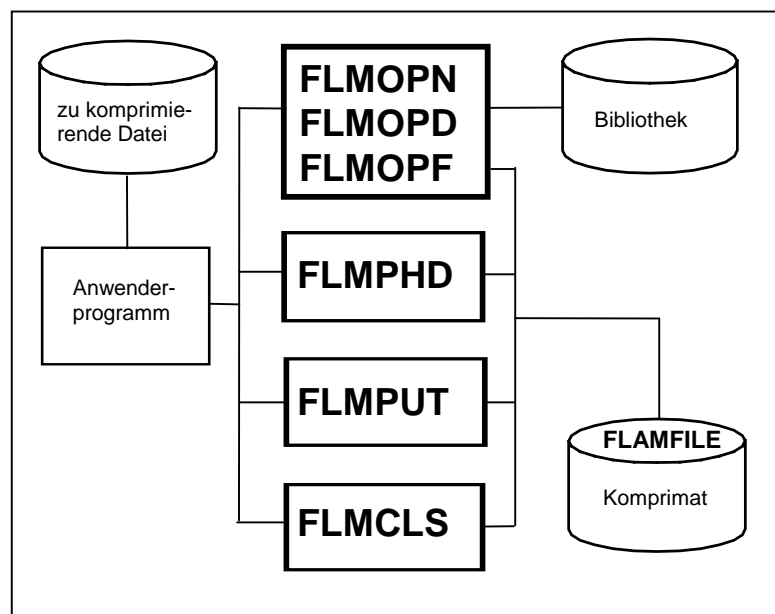 zu komprimie-
rende Datei
FLMOPN
FLMOPD
FLMOPF
Bibliothek
Anwender-
programm
FLMPHD
FLMPUT
FLMCLS
FLAMFILE
Komprimat